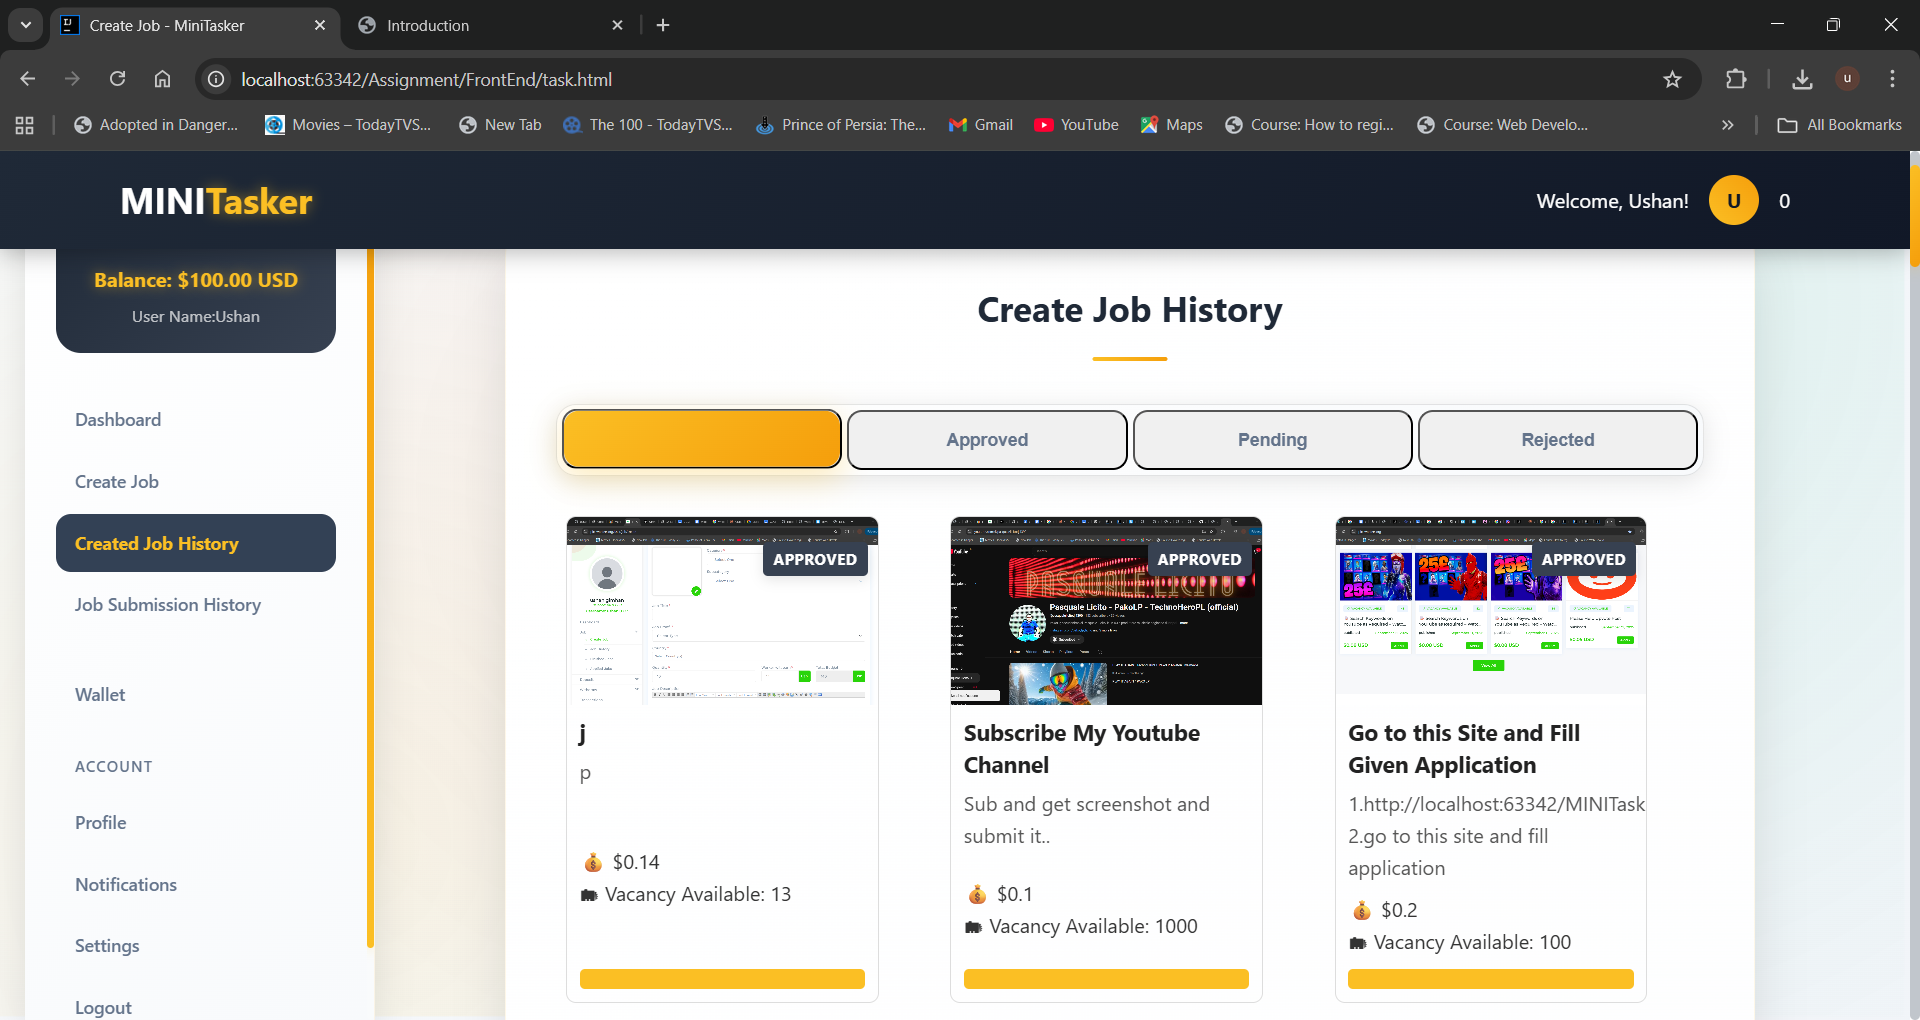 Create Job - MiniTasker
Introduction
localhost:63342/Assignment/FrontEnd/task.html
u
Adopted in Danger...
Movies – TodayTVS...
New Tab
The 100 - TodayTVS...
Prince of Persia: The...
Gmail
YouTube
Maps
Course: How to regi...
Course: Web Develo...
All Bookmarks
MINITasker
Welcome, Ushan!
U
0
Balance: $100.00 USD
User Name:Ushan
Dashboard
Create Job
Created Job History
Job Submission History
Wallet
ACCOUNT
Profile
Notifications
Settings
Logout
Create Job History
Approved
Pending
Rejected
APPROVED
j
p
$0.14
Vacancy Available: 13
APPROVED
Pasquale Licito - PakoLP - TechnoHeroPL (official)
Subscribe My Youtube
Channel
Sub and get screenshot and
submit it..
$0.1
Vacancy Available: 1000
APPROVED
Go to this Site and Fill
Given Application
1.http://localhost:63342/MINITask
2.go to this site and fill
application
$0.2
Vacancy Available: 100